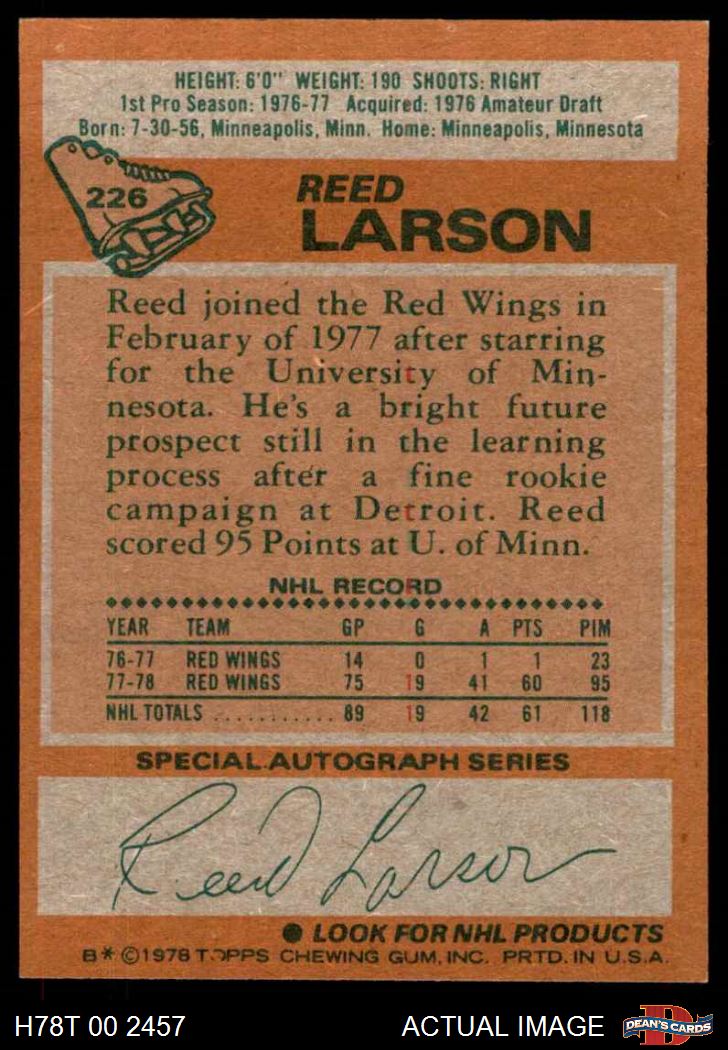 HEIGHT: 6'0" WEIGHT: 190 SHOOTS: RIGHT
1st Pro Season: 1976-77 Acquired: 1976 Amateur Draft
Born: 7-30-56, Minneapolis, Minn. Home: Minneapolis, Minnesota
226
REED
LARSON
Reed joined the Red Wings in
February of 1977 after starring
for the University of Min-
nesota. He's a bright future
prospect still in the learning
process after a fine rookie
campaign at Detroit. Reed
scored 95 Points at U. of Minn.
NHL RECORD
YEAR TEAM GP G A PTS PIM
76-77 RED WINGS 14 0 1 1 23
77-78 RED WINGS 75 19 41 60 95
NHL TOTALS ........... 89 19 42 61 118
SPECIAL AUTOGRAPH SERIES
Reed Larson
● LOOK FOR NHL PRODUCTS
B* © 1978 TOPPS CHEWING GUM, INC. PRTD. IN U.S.A.
H78T 00 2457 ACTUAL IMAGE DEAN'S CARDS